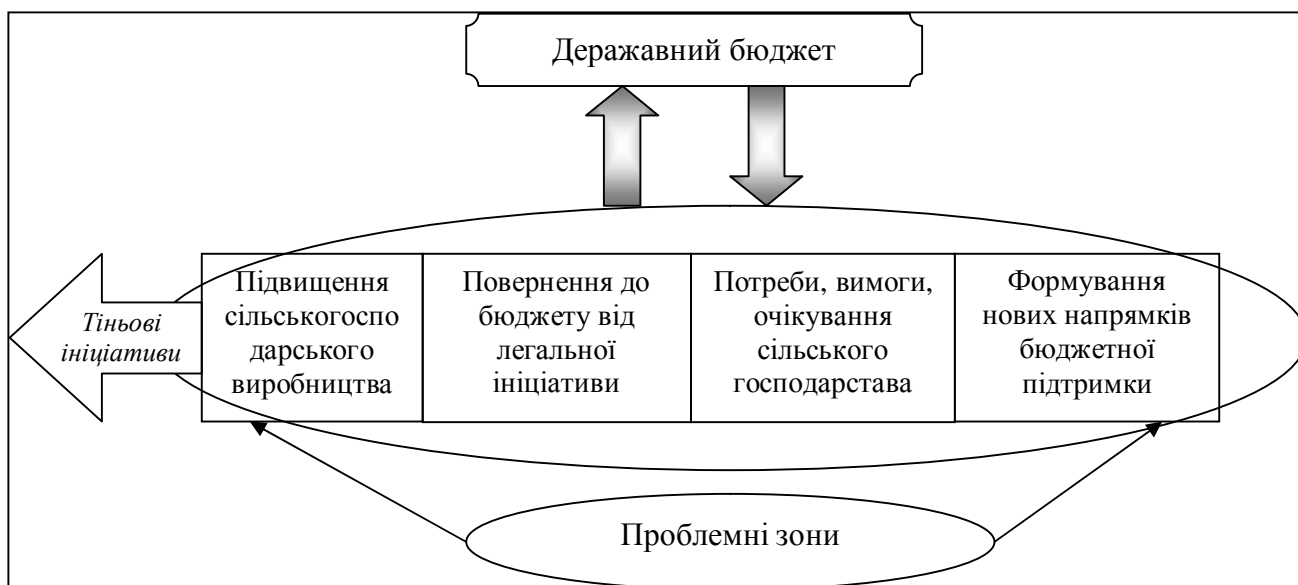 Деражавний бюджет
Тіньові
ініціативи
Підвищення
сільськогоспо
дарського
виробництва
Повернення до
бюджету від
легальної
ініціативи
Потреби, вимоги,
очікування
сільського
господарстава
Формування
нових напрямків
бюджетної
підтримки
Проблемні зони